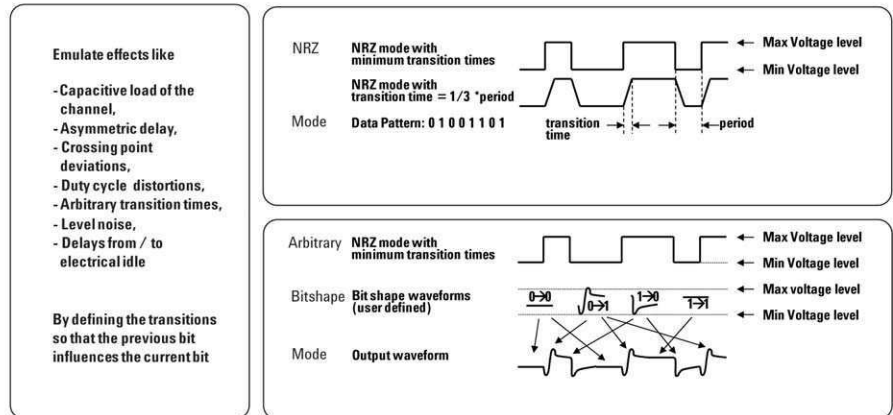 Emulate effects like
- Capacitive load of the
channel,
- Asymmetric delay,
- Crossing point
deviations,
- Duty cycle distortions,
- Arbitrary transition times,
- Level noise,
- Delays from / to
electrical idle
By defining the transitions
so that the previous bit
influences the current bit
NRZ NRZ mode with
minimum transition times
Max Voltage level
Min Voltage level
NRZ mode with
transition time = 1/3 *period
Mode Data Pattern: 0 1 0 0 1 1 0 1
transition
time
period
Arbitrary NRZ mode with
minimum transition times
Max Voltage level
Min Voltage level
Bitshape Bit shape waveforms
(user defined)
0→0 0→1 1→0 1→1
Max voltage level
Min Voltage level
Mode Output waveform